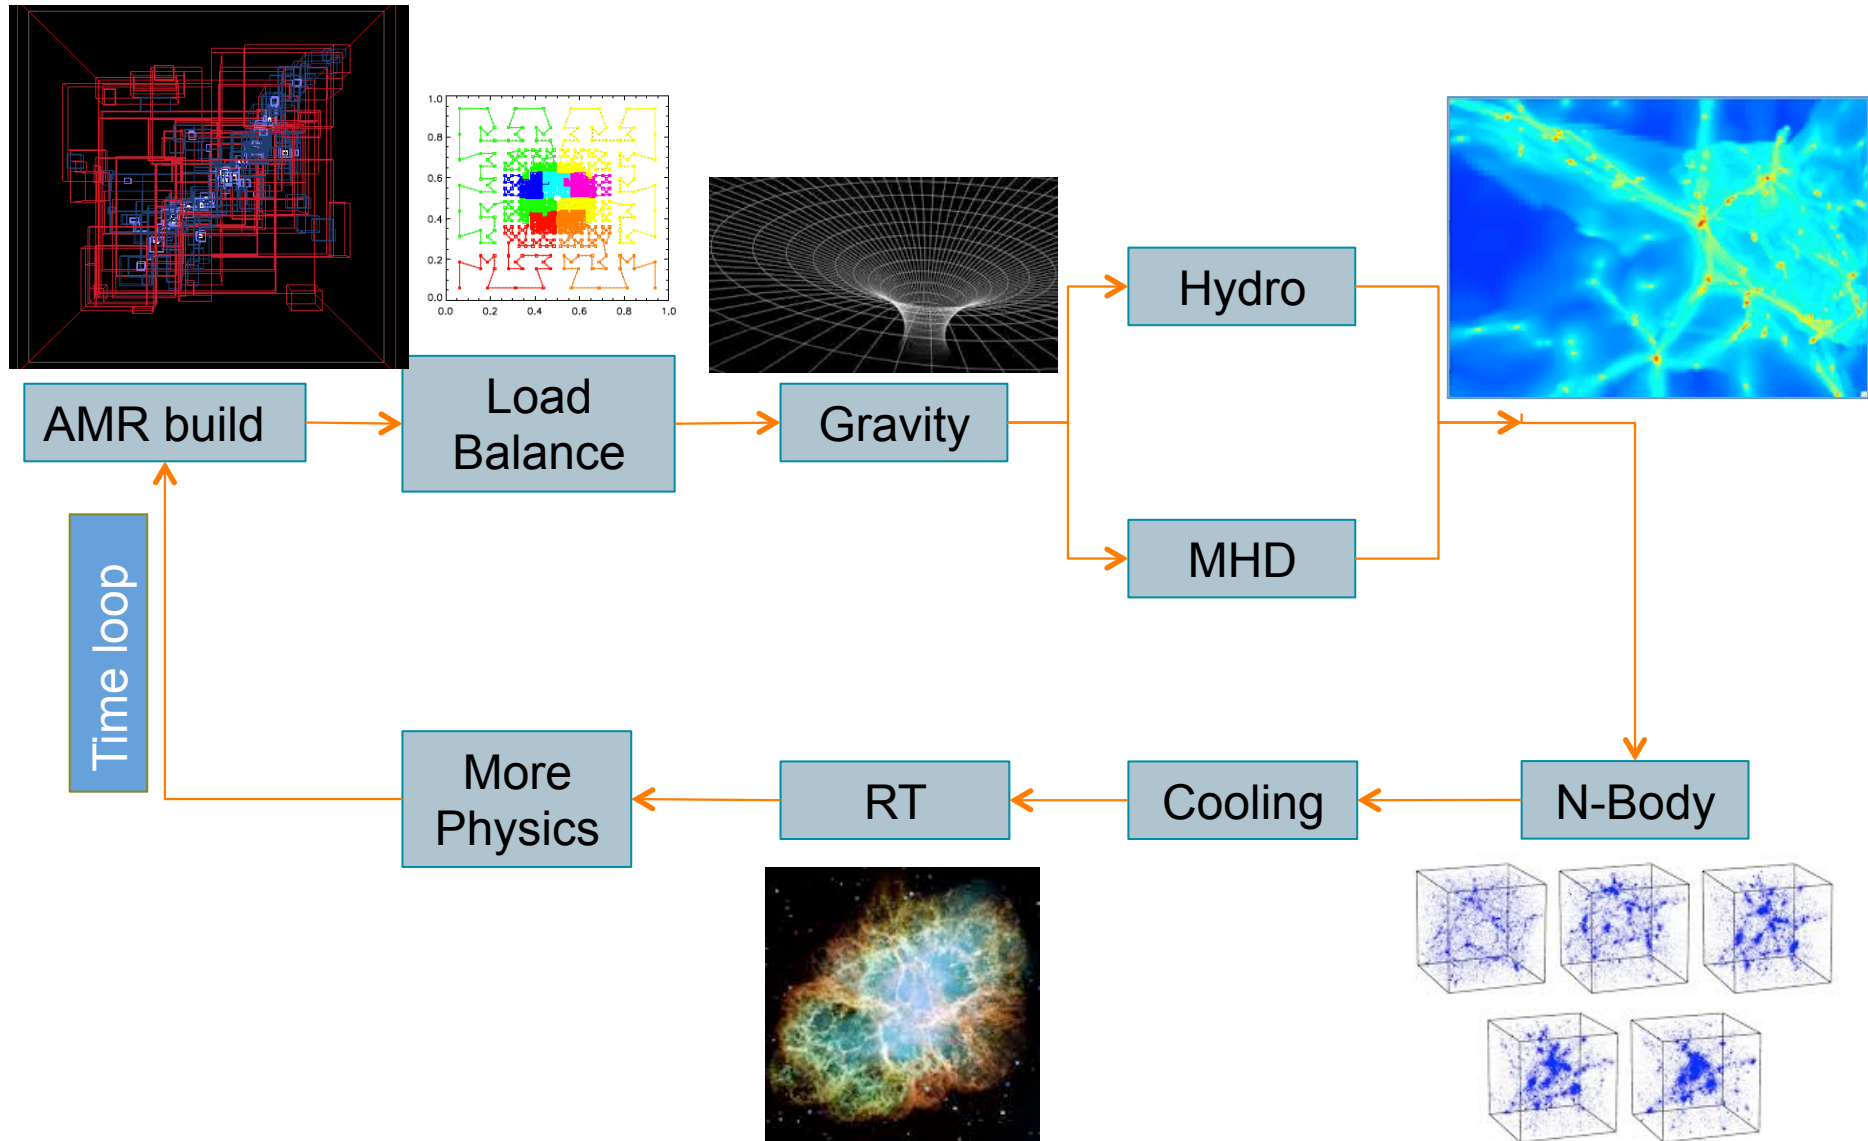 1.0
0.8
0.6
0.4
0.2
0.0
0.0 0.2 0.4 0.6 0.8 1.0
AMR build
Load
Balance
Gravity
Hydro
MHD
Time loop
More
Physics
RT
Cooling
N-Body